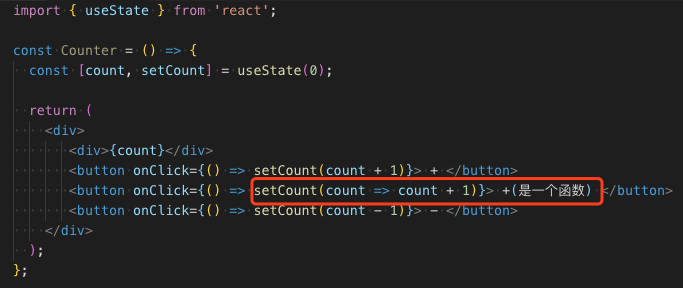 import { useState } from 'react';
const Counter = () => {
const [count, setCount] = useState(0);
return (
<div>
<div>{count}</div>
<button onClick={() => setCount(count + 1)}> + </button>
<button onClick={() => setCount(count => count + 1)}> +(是一个函数) </button>
<button onClick={() => setCount(count - 1)}> - </button>
</div>
);
};